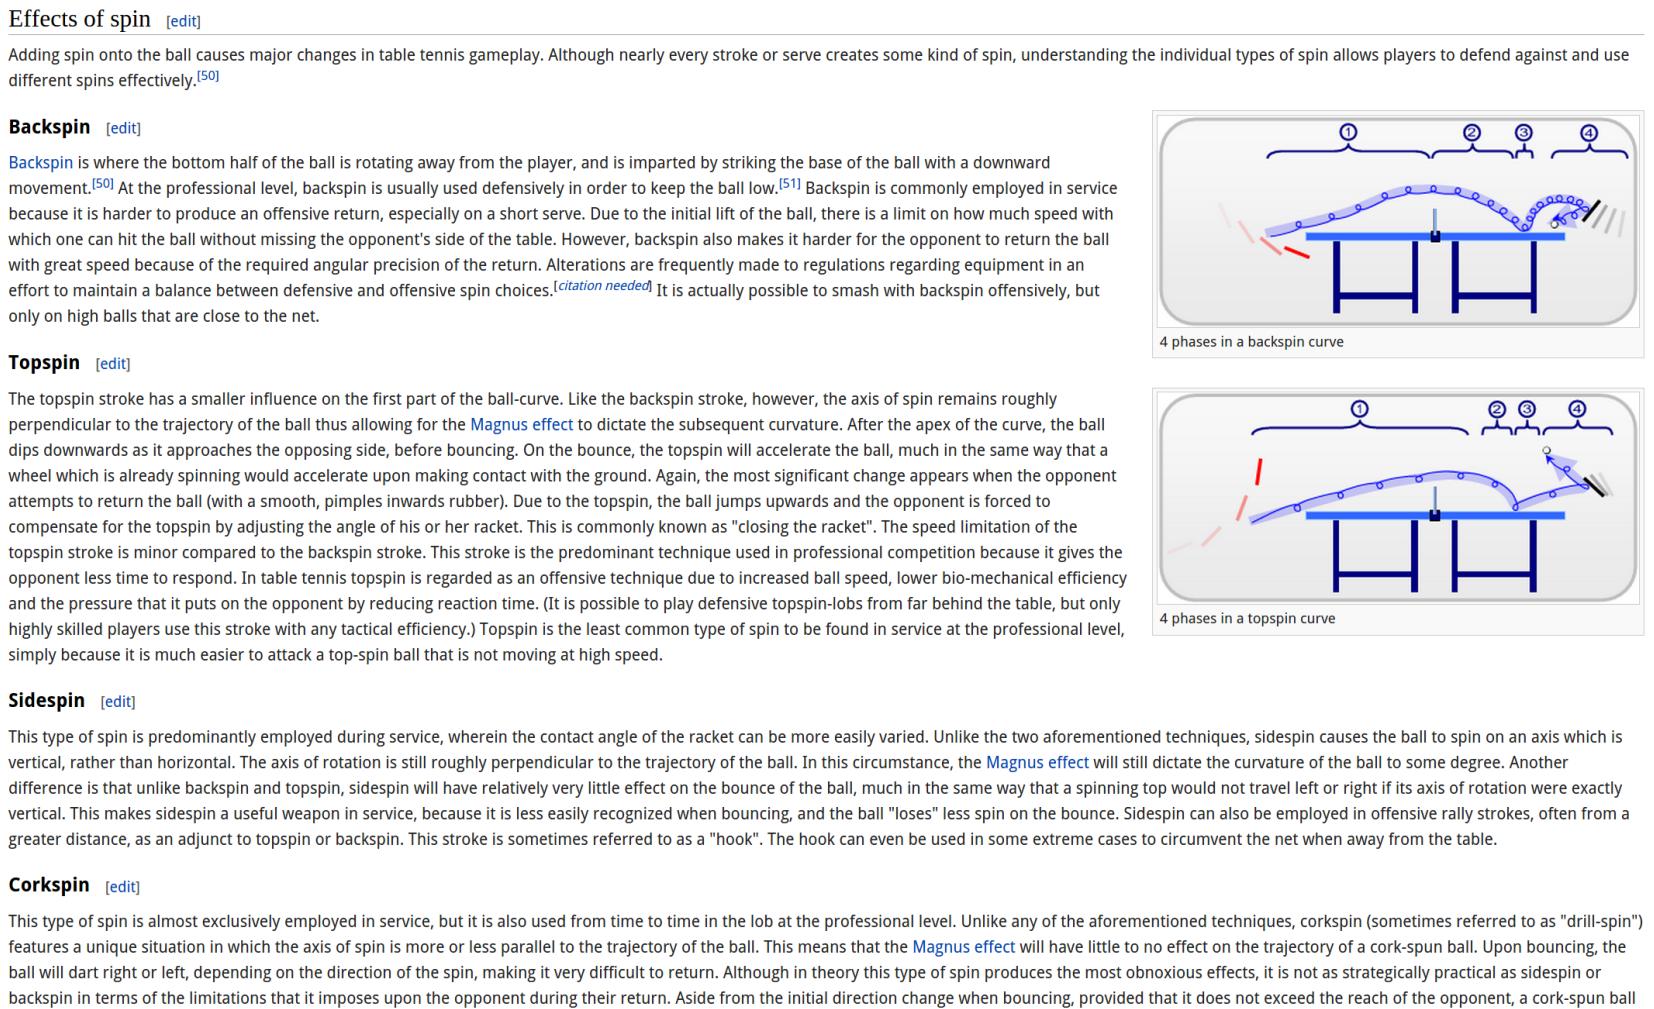 Effects of spin [edit]
Adding spin onto the ball causes major changes in table tennis gameplay. Although nearly every stroke or serve creates some kind of spin, understanding the individual types of spin allows players to defend against and use
different spins effectively.[50]
Backspin [edit]
Backspin is where the bottom half of the ball is rotating away from the player, and is imparted by striking the base of the ball with a downward
movement.[50] At the professional level, backspin is usually used defensively in order to keep the ball low.[51] Backspin is commonly employed in service
because it is harder to produce an offensive return, especially on a short serve. Due to the initial lift of the ball, there is a limit on how much speed with
which one can hit the ball without missing the opponent's side of the table. However, backspin also makes it harder for the opponent to return the ball
with great speed because of the required angular precision of the return. Alterations are frequently made to regulations regarding equipment in an
effort to maintain a balance between defensive and offensive spin choices.[citation needed] It is actually possible to smash with backspin offensively, but
only on high balls that are close to the net.
① ② ③ ④
4 phases in a backspin curve
Topspin [edit]
The topspin stroke has a smaller influence on the first part of the ball-curve. Like the backspin stroke, however, the axis of spin remains roughly
perpendicular to the trajectory of the ball thus allowing for the Magnus effect to dictate the subsequent curvature. After the apex of the curve, the ball
dips downwards as it approaches the opposing side, before bouncing. On the bounce, the topspin will accelerate the ball, much in the same way that a
wheel which is already spinning would accelerate upon making contact with the ground. Again, the most significant change appears when the opponent
attempts to return the ball (with a smooth, pimples inwards rubber). Due to the topspin, the ball jumps upwards and the opponent is forced to
compensate for the topspin by adjusting the angle of his or her racket. This is commonly known as "closing the racket". The speed limitation of the
topspin stroke is minor compared to the backspin stroke. This stroke is the predominant technique used in professional competition because it gives the
opponent less time to respond. In table tennis topspin is regarded as an offensive technique due to increased ball speed, lower bio-mechanical efficiency
and the pressure that it puts on the opponent by reducing reaction time. (It is possible to play defensive topspin-lobs from far behind the table, but only
highly skilled players use this stroke with any tactical efficiency.) Topspin is the least common type of spin to be found in service at the professional level,
simply because it is much easier to attack a top-spin ball that is not moving at high speed.
① ② ③ ④
4 phases in a topspin curve
Sidespin [edit]
This type of spin is predominantly employed during service, wherein the contact angle of the racket can be more easily varied. Unlike the two aforementioned techniques, sidespin causes the ball to spin on an axis which is
vertical, rather than horizontal. The axis of rotation is still roughly perpendicular to the trajectory of the ball. In this circumstance, the Magnus effect will still dictate the curvature of the ball to some degree. Another
difference is that unlike backspin and topspin, sidespin will have relatively very little effect on the bounce of the ball, much in the same way that a spinning top would not travel left or right if its axis of rotation were exactly
vertical. This makes sidespin a useful weapon in service, because it is less easily recognized when bouncing, and the ball "loses" less spin on the bounce. Sidespin can also be employed in offensive rally strokes, often from a
greater distance, as an adjunct to topspin or backspin. This stroke is sometimes referred to as a "hook". The hook can even be used in some extreme cases to circumvent the net when away from the table.
Corkspin [edit]
This type of spin is almost exclusively employed in service, but it is also used from time to time in the lob at the professional level. Unlike any of the aforementioned techniques, corkspin (sometimes referred to as "drill-spin")
features a unique situation in which the axis of spin is more or less parallel to the trajectory of the ball. This means that the Magnus effect will have little to no effect on the trajectory of a cork-spun ball. Upon bouncing, the
ball will dart right or left, depending on the direction of the spin, making it very difficult to return. Although in theory this type of spin produces the most obnoxious effects, it is not as strategically practical as sidespin or
backspin in terms of the limitations that it imposes upon the opponent during their return. Aside from the initial direction change when bouncing, provided that it does not exceed the reach of the opponent, a cork-spun ball